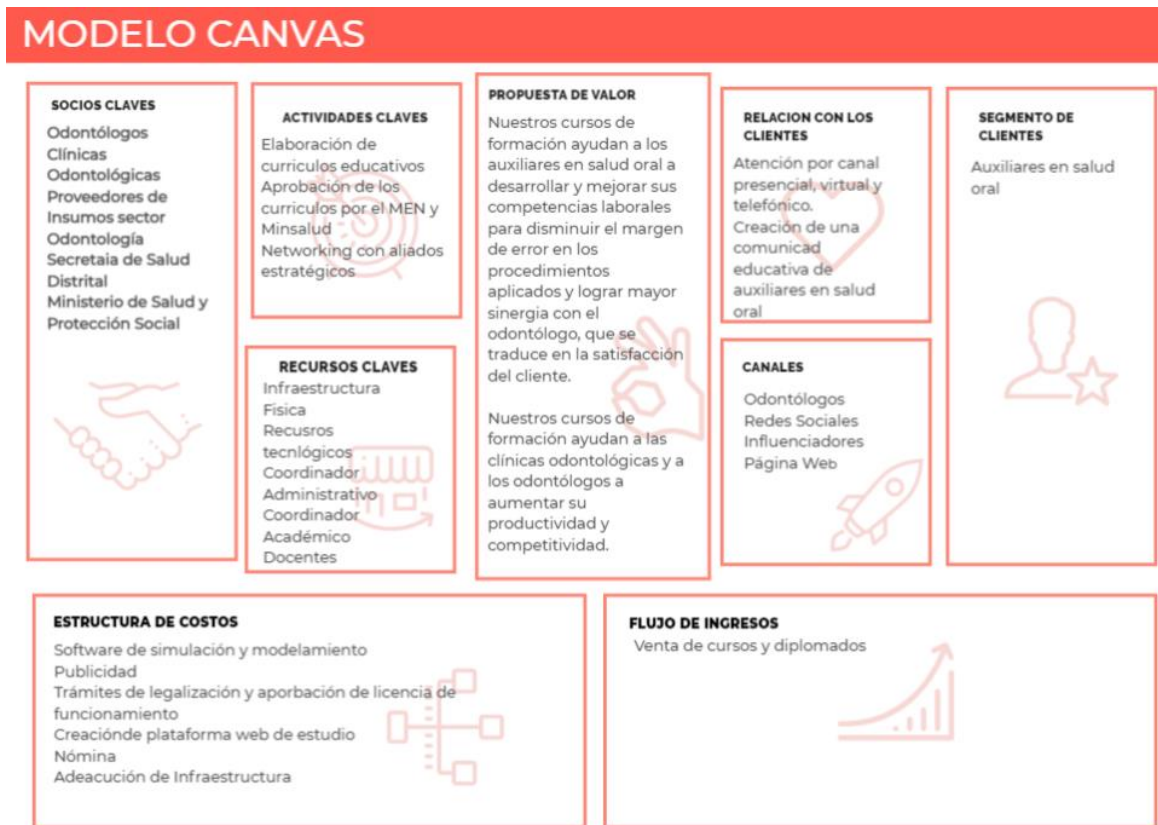 MODELO CANVAS
SOCIOS CLAVES
Odontólogos
Clínicas
Odontológicas
Proveedores de
Insumos sector
Odontología
Secretaia de Salud
Distrital
Ministerio de Salud y
Protección Social
ACTIVIDADES CLAVES
Elaboración de
curriculos educativos
Aprobación de los
curriculos por el MEN y
Minsalud
Networking con aliados
estratégicos
RECURSOS CLAVES
Infraestructura
Fisica
Recusros
tecnlógicos
Coordinador
Administrativo
Coordinador
Académico
Docentes
PROPUESTA DE VALOR
Nuestros cursos de
formación ayudan a los
auxiliares en salud oral a
desarrollar y mejorar sus
competencias laborales
para disminuir el margen
de error en los
procedimientos
aplicados y lograr mayor
sinergia con el
odontólogo, que se
traduce en la satisfacción
del cliente.
Nuestros cursos de
formación ayudan a las
clínicas odontológicas y a
los odontólogos a
aumentar su
productividad y
competitividad.
RELACION CON LOS
CLIENTES
Atención por canal
presencial, virtual y
telefónico.
Creación de una
comunicad
educativa de
auxiliares en salud
oral
CANALES
Odontólogos
Redes Sociales
Influenciadores
Página Web
SEGMENTO DE
CLIENTES
Auxiliares en salud
oral
ESTRUCTURA DE COSTOS
Software de simulación y modelamiento
Publicidad
Trámites de legalización y aporbación de licencia de
funcionamiento
Creaciónde plataforma web de estudio
Nómina
Adeacución de Infraestructura
FLUJO DE INGRESOS
Venta de cursos y diplomados